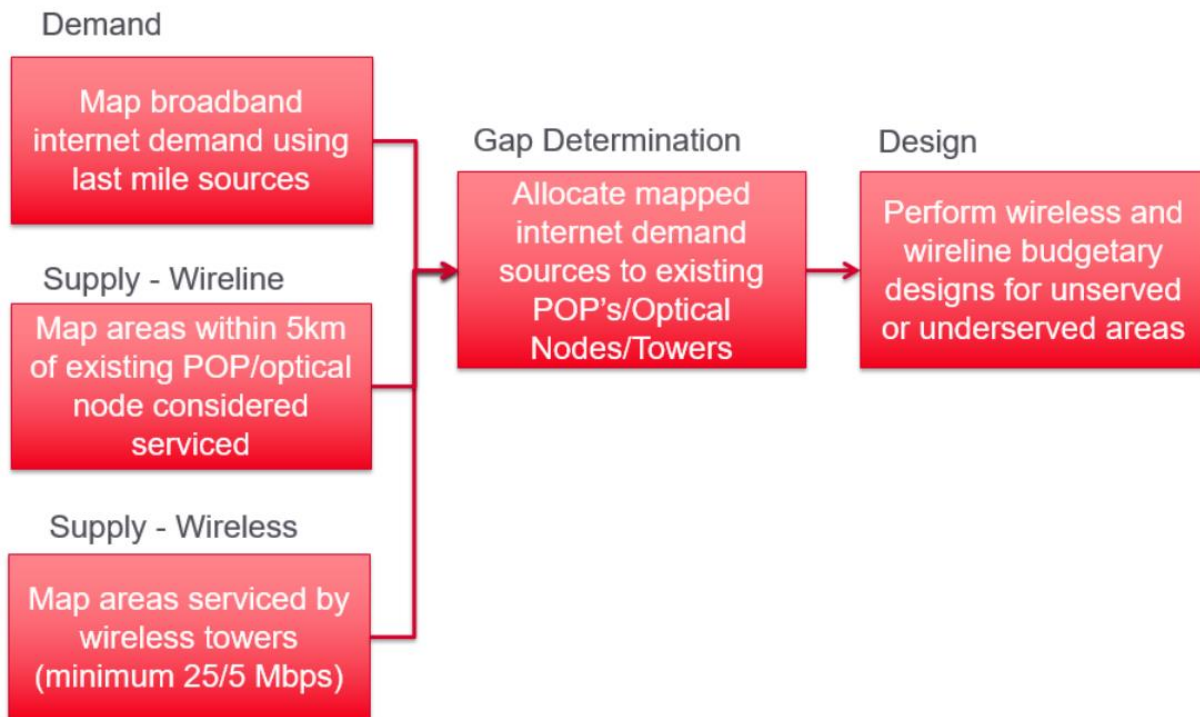 Demand
Map broadband
internet demand using
last mile sources
Supply - Wireline
Map areas within 5km
of existing POP/optical
node considered
serviced
Supply - Wireless
Map areas serviced by
wireless towers
(minimum 25/5 Mbps)
Gap Determination
Allocate mapped
internet demand
sources to existing
POP's/Optical
Nodes/Towers
Design
Perform wireless and
wireline budgetary
designs for unserved
or underserved areas